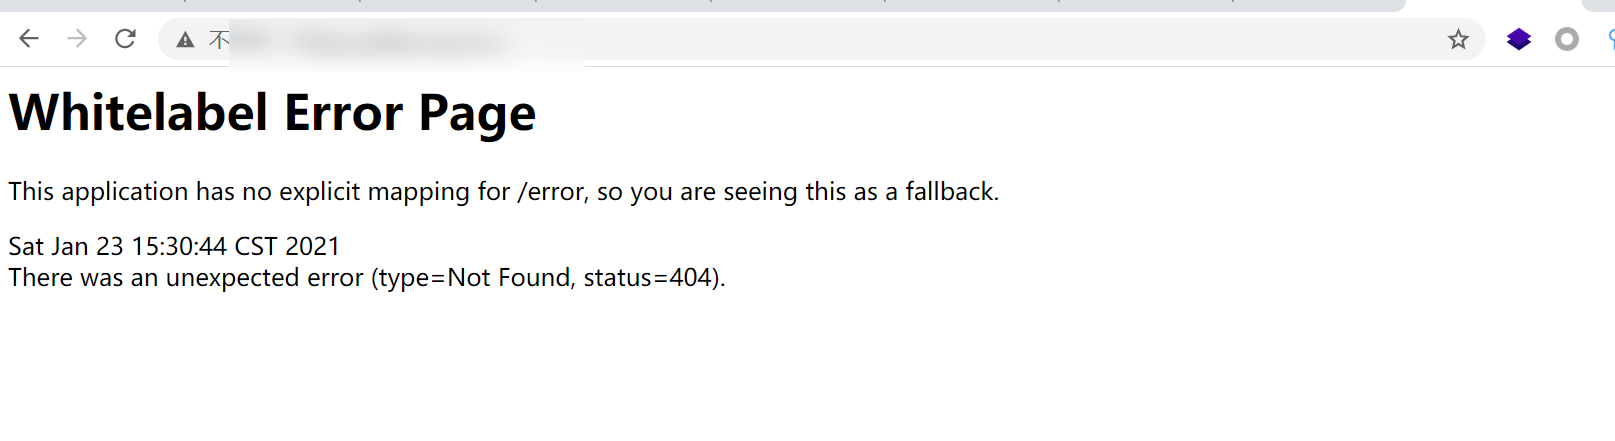 不
Whitelabel Error Page
This application has no explicit mapping for /error, so you are seeing this as a fallback.
Sat Jan 23 15:30:44 CST 2021
There was an unexpected error (type=Not Found, status=404).